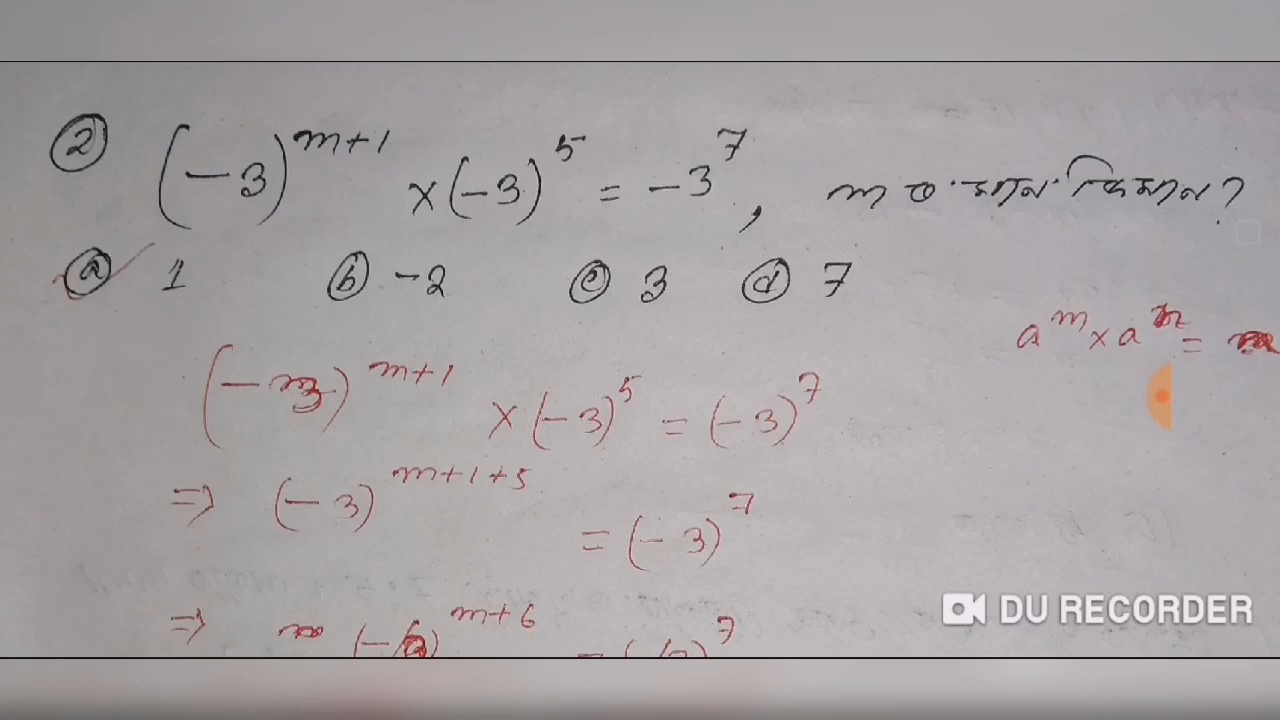 ② (-3)^{m+1} × (-3)^5 = -3^7, m ৰ মান কিমান?
ⓐ 1 ⓑ -2 ⓒ 3 ⓓ 7
a^m × a^n =
(-3)^{m+1} × (-3)^5 = (-3)^7
⇒ (-3)^{m+1+5} = (-3)^7
⇒ (-3)^{m+6} = (-3)^7
DU RECORDER